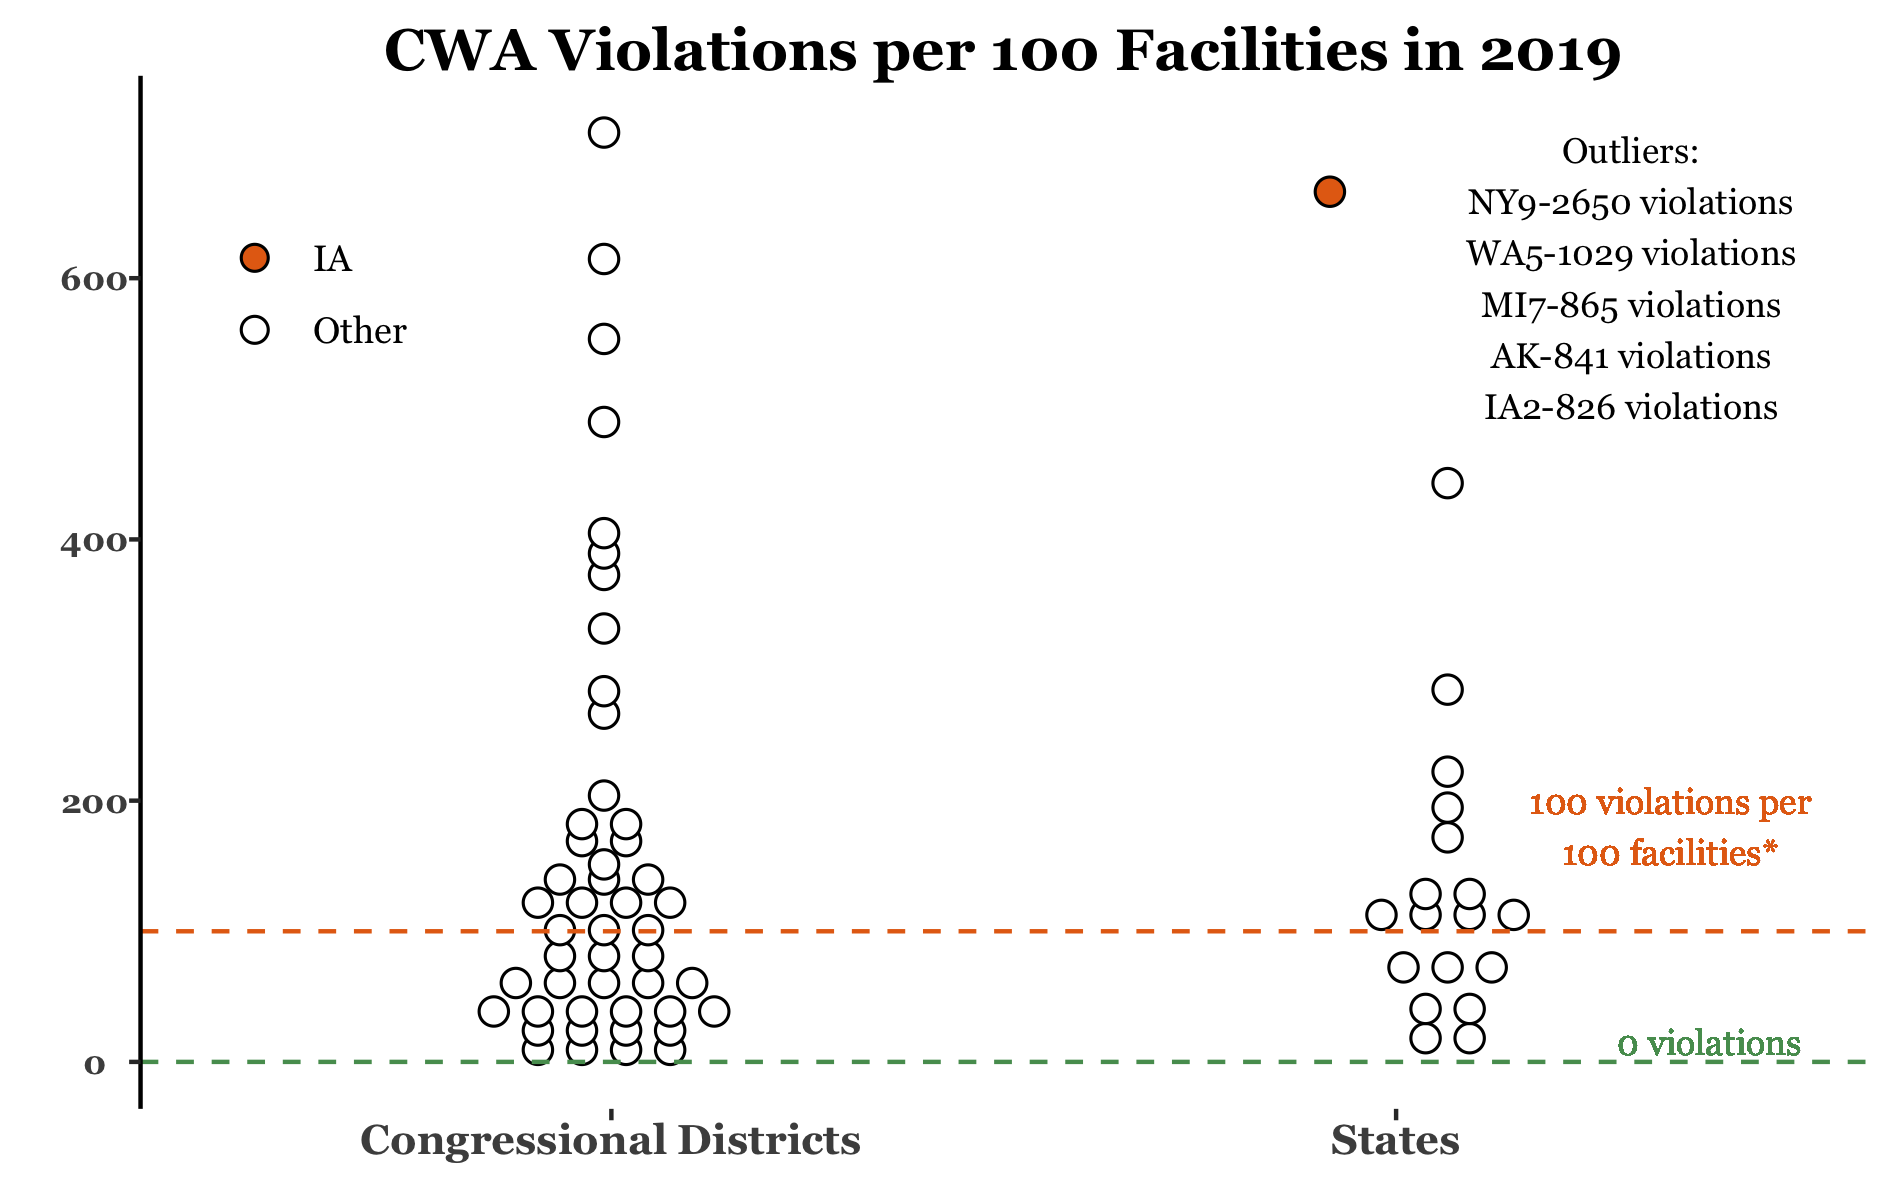 CWA Violations per 100 Facilities in 2019
Outliers:
NY9-2650 violations
WA5-1029 violations
MI7-865 violations
AK-841 violations
IA2-826 violations
IA
Other
600
400
200
0
100 violations per
100 facilities*
0 violations
Congressional Districts
States